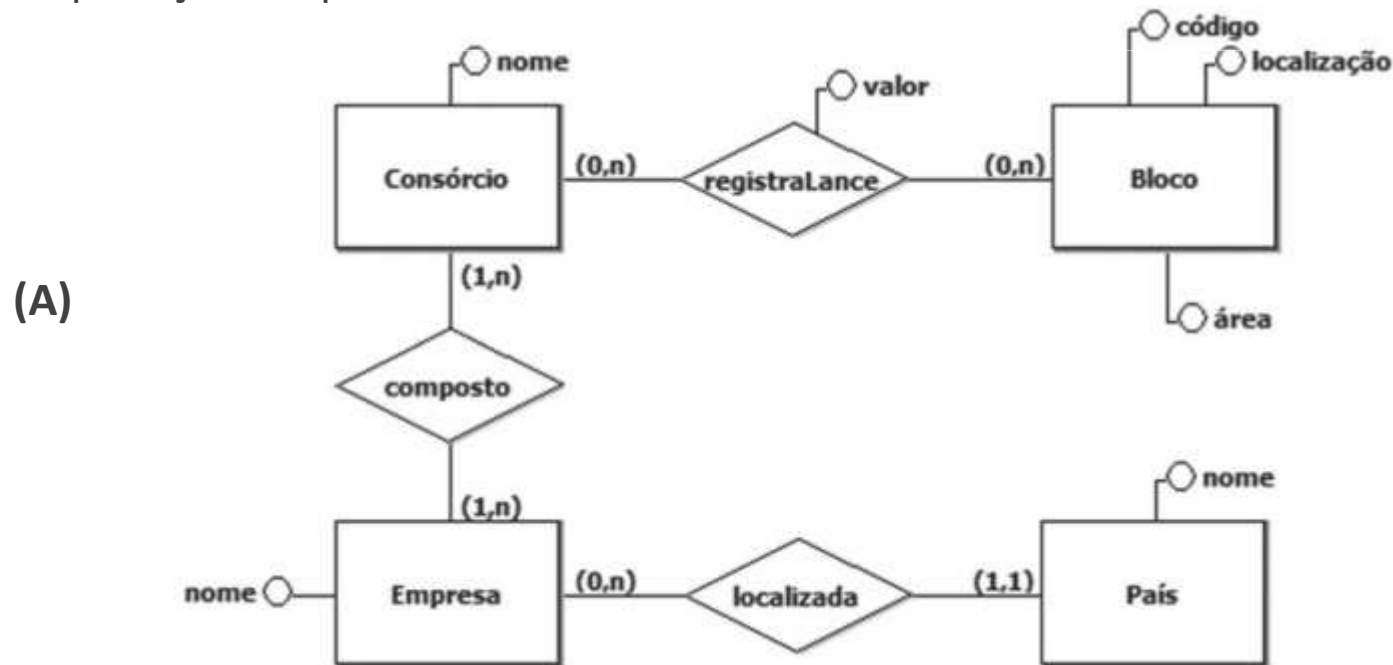 código
nome
localização
valor
(0,n)
(0,n)
Consórcio
registraLance
Bloco
(1,n)
(A)
área
composto
nome
(1,n)
(0,n)
(1,1)
nome
Empresa
localizada
País